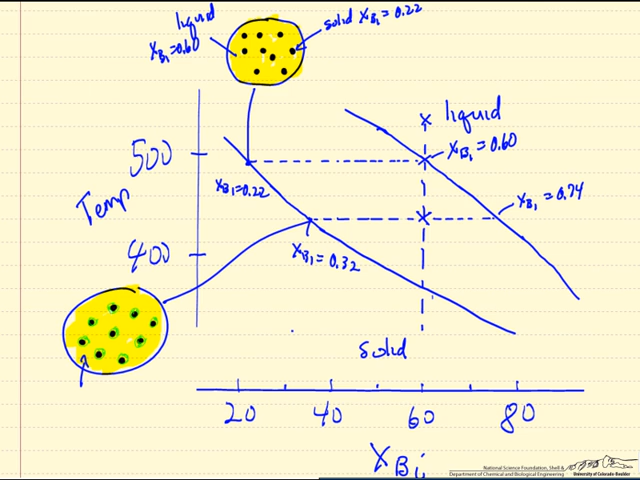 liquid
X_Bi=0.60
solid X_Bi=0.22
x liquid
500
X_Bi=0.60
X_Bi=0.22
X_Bi=0.74
Temp
X_Bi=0.32
400
solid
20 40 60 80
X_Bi
National Science Foundation, Shell &
Department of Chemical and Biological Engineering
University of Colorado Boulder